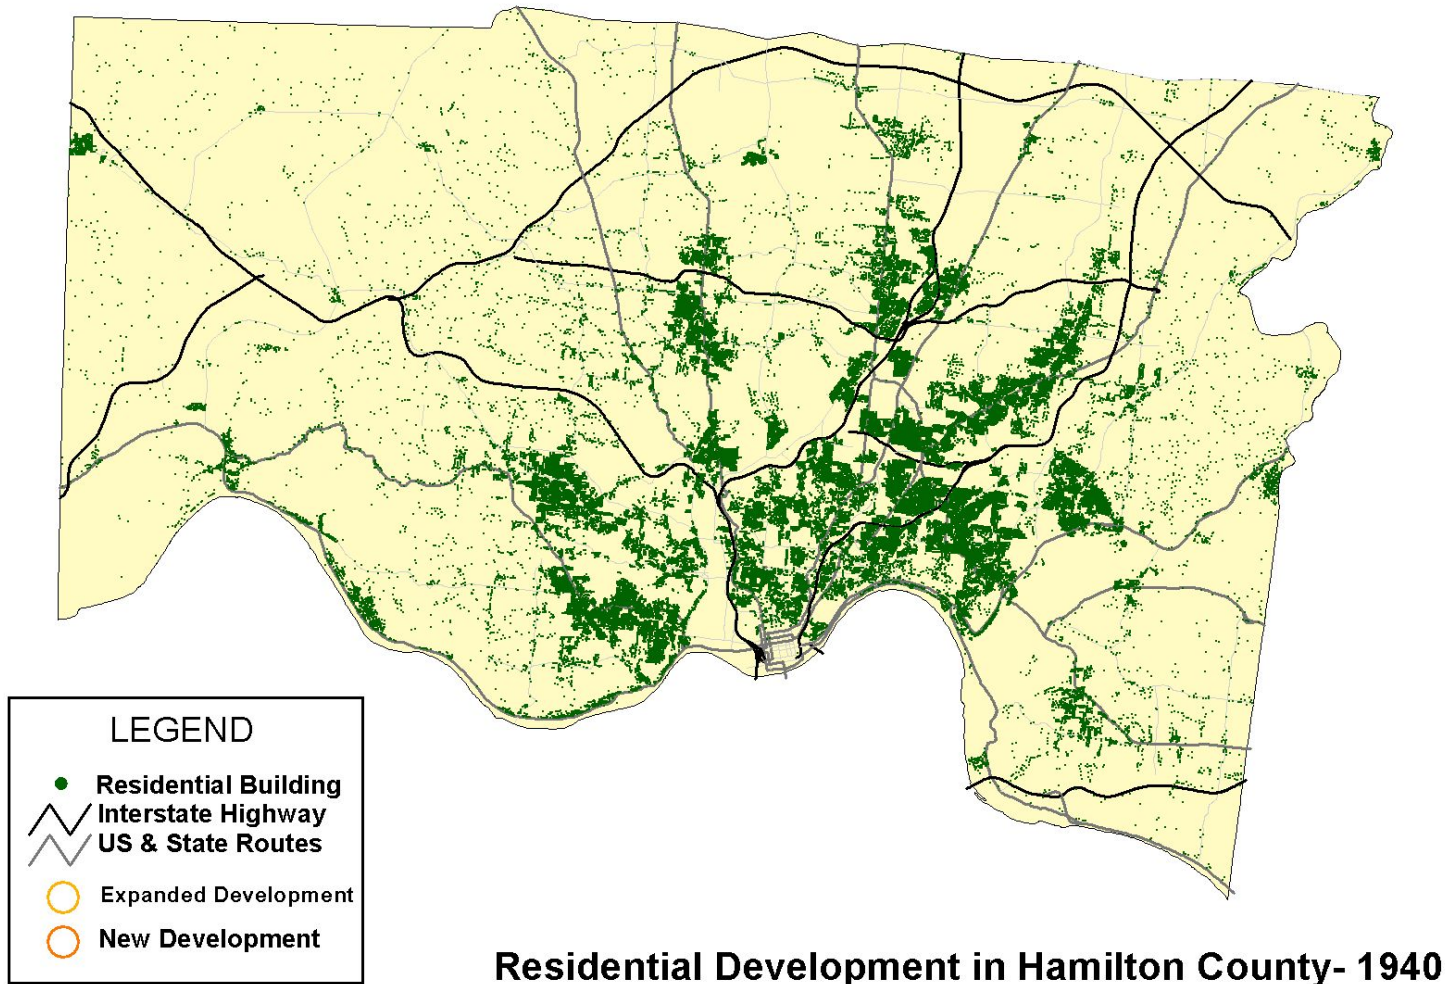 LEGEND
Residential Building
Interstate Highway
US & State Routes
Expanded Development
New Development
Residential Development in Hamilton County- 1940